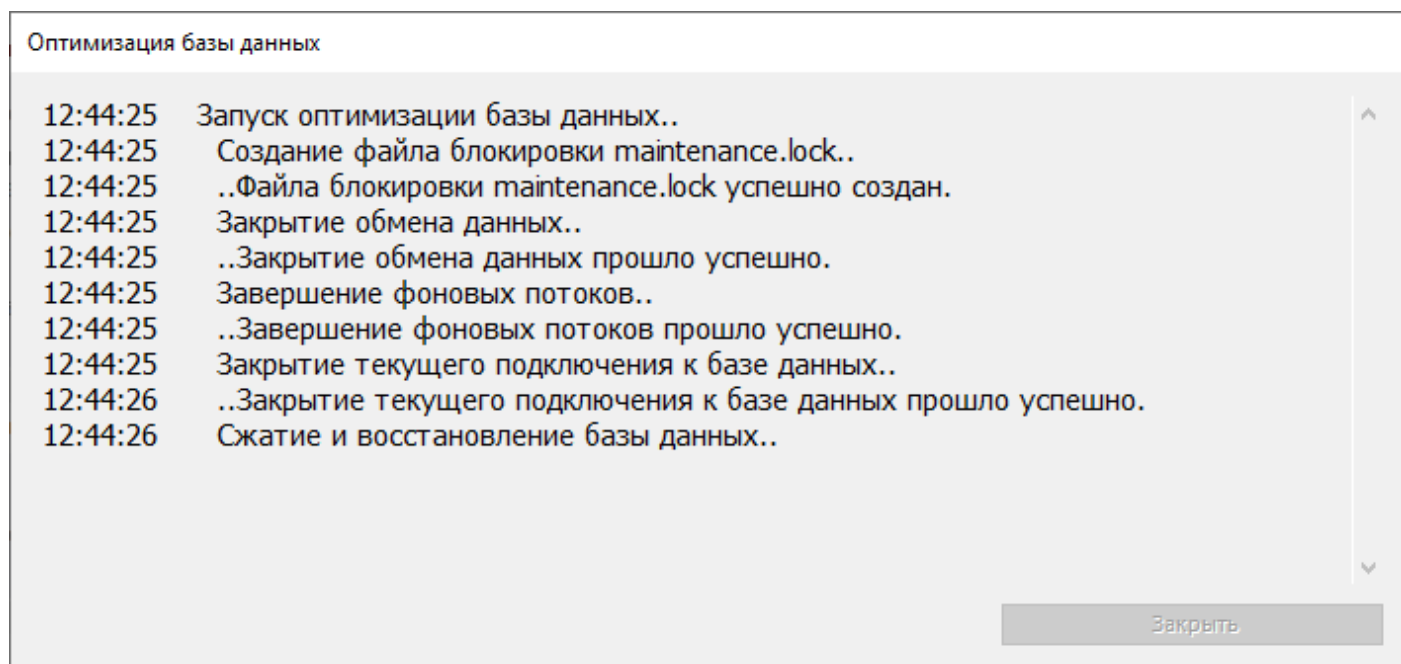 Оптимизация базы данных
12:44:25 Запуск оптимизации базы данных..
12:44:25 Создание файла блокировки maintenance.lock..
12:44:25 ..Файла блокировки maintenance.lock успешно создан.
12:44:25 Закрытие обмена данных..
12:44:25 ..Закрытие обмена данных прошло успешно.
12:44:25 Завершение фоновых потоков..
12:44:25 ..Завершение фоновых потоков прошло успешно.
12:44:25 Закрытие текущего подключения к базе данных..
12:44:26 ..Закрытие текущего подключения к базе данных прошло успешно.
12:44:26 Сжатие и восстановление базы данных..
Закрыть